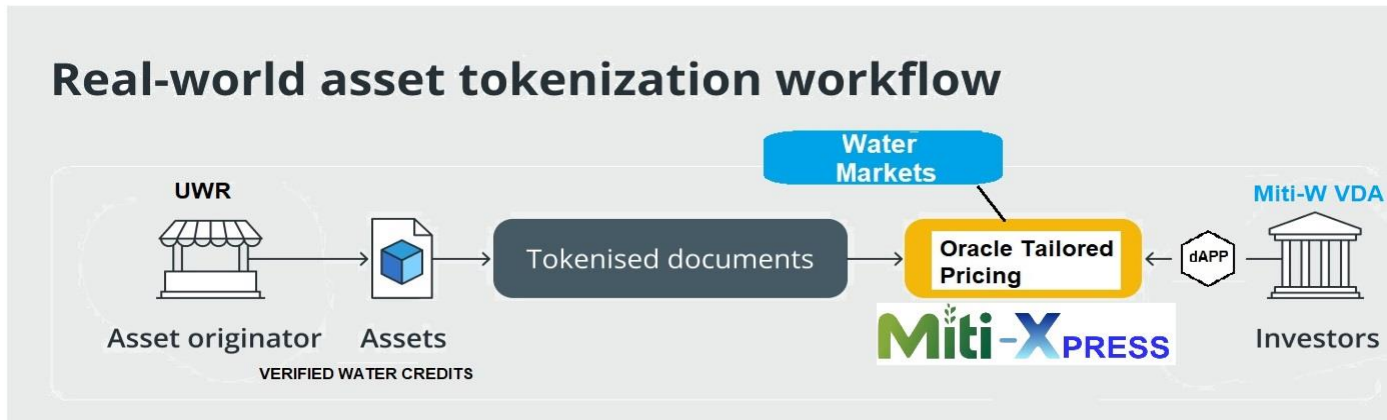 Real-world asset tokenization workflow
Water
Markets
UWR
Miti-W VDA
Tokenised documents
Oracle Tailored
Pricing
dAPP
Asset originator
Assets
Miti-XPRESS
Investors
VERIFIED WATER CREDITS